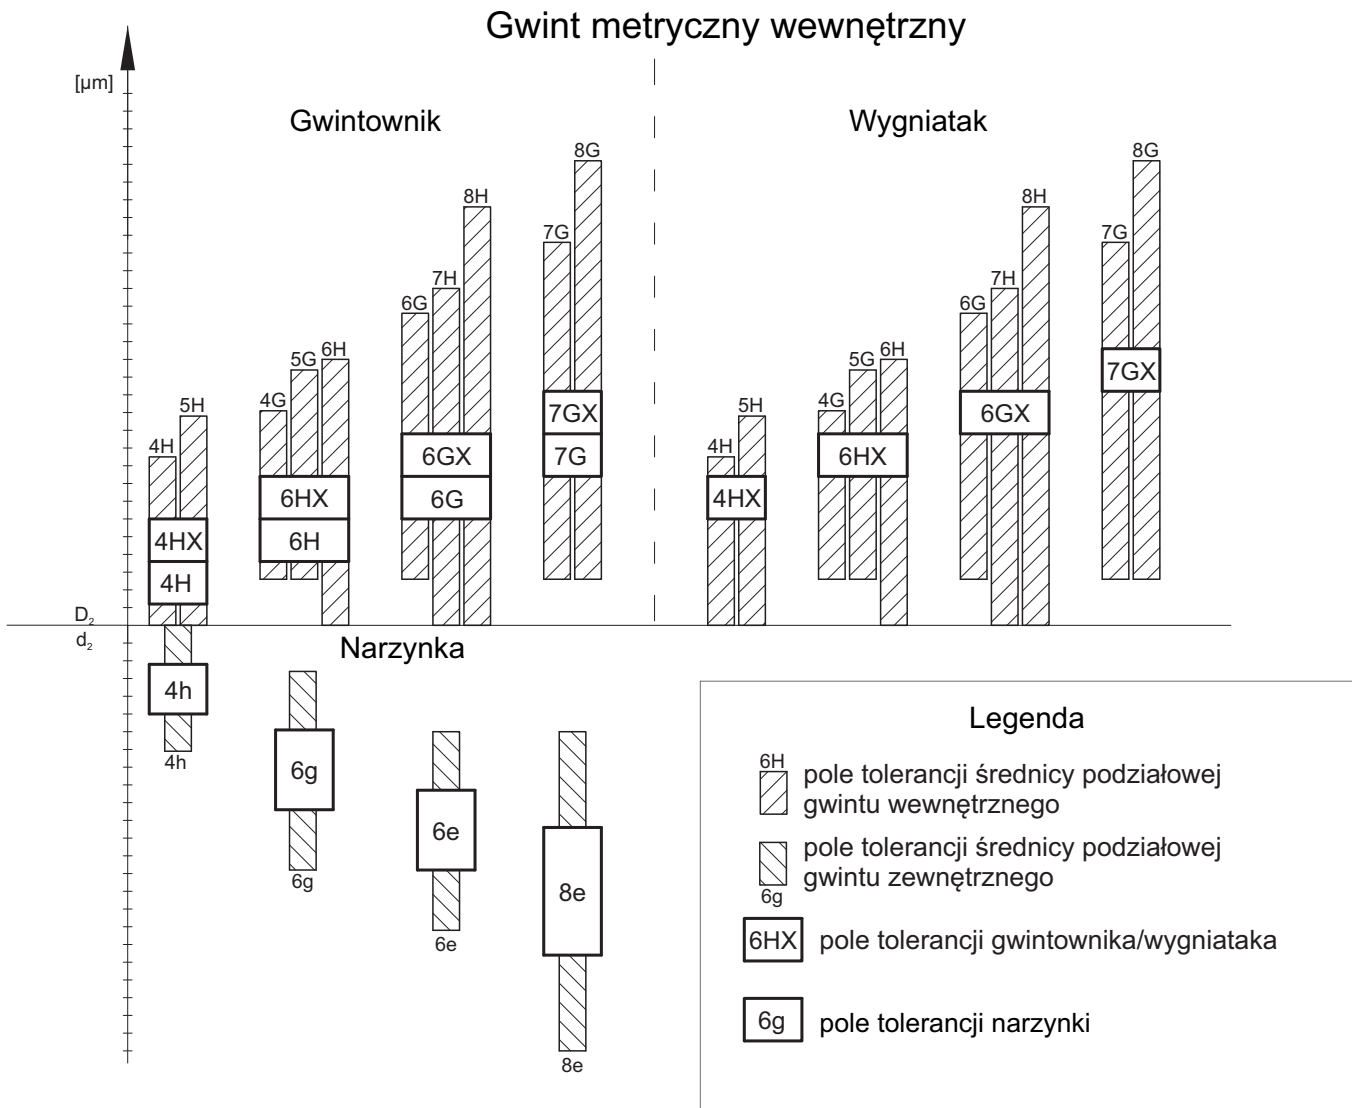 Gwint metryczny wewnętrzny
[µm]
Gwintownik
Wygniatak
8G
8G
8H
8H
7G
7G
7H
7H
6G
6G
6H
6H
5G
5G
4G
4G
5H
5H
4H
4H
7GX
7GX
6GX
6GX
7G
6HX
6HX
6G
4HX
4HX
6H
4H
D₂
d₂
Narzynka
4h
4h
6g
6g
6e
6e
8e
8e
Legenda
6H
pole tolerancji średnicy podziałowej
gwintu wewnętrznego
pole tolerancji średnicy podziałowej
gwintu zewnętrznego
6g
6HX pole tolerancji gwintownika/wygniataka
6g pole tolerancji narzynki